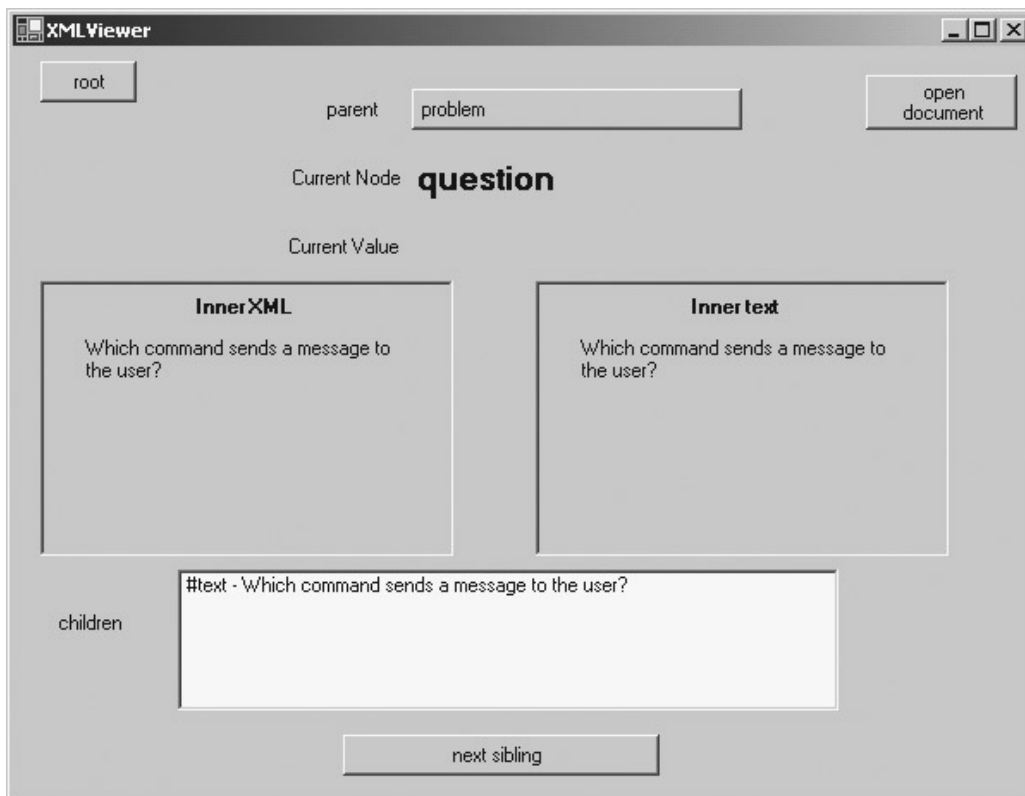 XMLViewer
root
parent
problem
open
document
Current Node
question
Current Value
InnerXML
Which command sends a message to
the user?
Inner text
Which command sends a message to
the user?
children
#text - Which command sends a message to the user?
next sibling